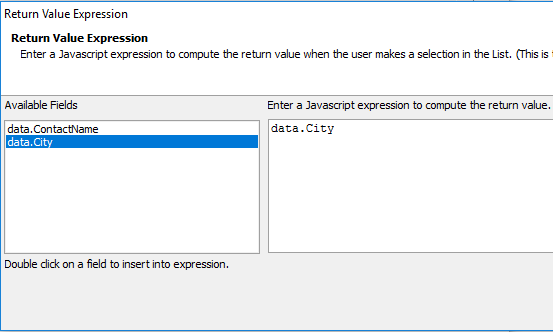 Return Value Expression
Return Value Expression
Enter a Javascript expression to compute the return value when the user makes a selection in the List. (This is
Available Fields
Enter a Javascript expression to compute the return value.
data.ContactName
data.City
data.City
Double click on a field to insert into expression.